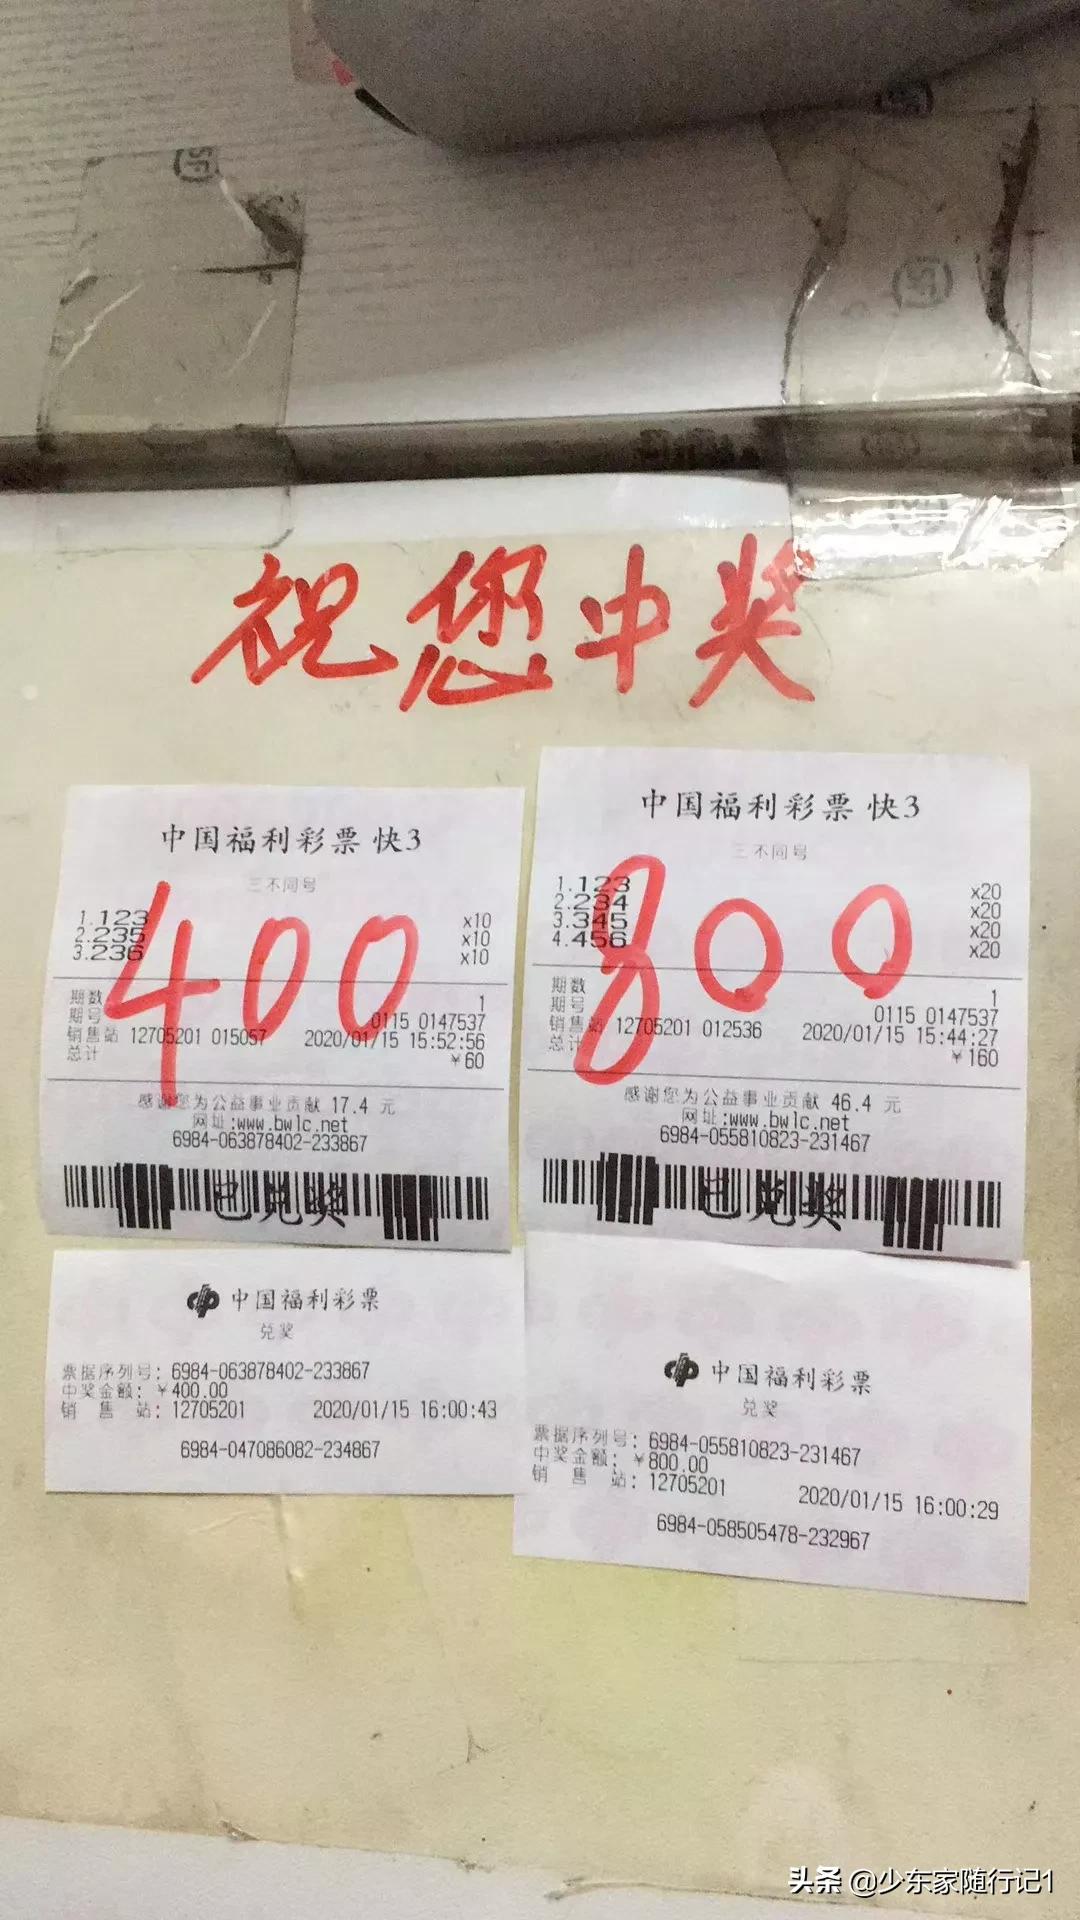 祝您中奖
中国福利彩票 快3
三不同号
1.123 x10
2.235 x10
3.236 x10
400
期数 1
期号 0115 0147537
销售站 12705201 015057 2020/01/15 15:52:56
总计 ¥60
感谢您为公益事业贡献 17.4 元
网址:www.bwlc.net
6984-063878402-233867
已兑奖
中国福利彩票
兑奖
票据序列号: 6984-063878402-233867
中奖金额: ¥400.00
销售站: 12705201 2020/01/15 16:00:43
6984-047086082-234867
中国福利彩票 快3
三不同号
1.123 x20
2.234 x20
3.345 x20
4.456 x20
800
期数 1
期号 0115 0147537
销售站 12705201 012536 2020/01/15 15:44:27
总计 ¥160
感谢您为公益事业贡献 46.4 元
网址:www.bwlc.net
6984-055810823-231467
已兑奖
中国福利彩票
兑奖
票据序列号: 6984-055810823-231467
中奖金额: ¥800.00
销售站: 12705201
2020/01/15 16:00:29
6984-058505478-232967
头条 @少东家随行记1